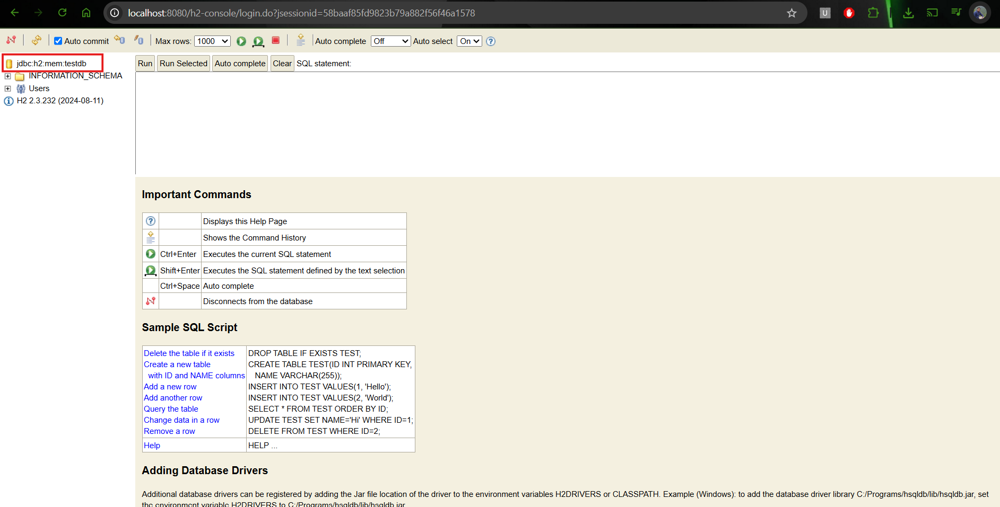 localhost:8080/h2-console/login.do?jsessionid=58baaf85fd9823b79a882f56f46a1578
U
Auto commit Max rows: 1000 Auto complete Off Auto select On
jdbc:h2:mem:testdb
INFORMATION_SCHEMA
Users
H2 2.3.232 (2024-08-11)
Run Run Selected Auto complete Clear SQL statement:
Important Commands
Displays this Help Page
Shows the Command History
Ctrl+Enter Executes the current SQL statement
Shift+Enter Executes the SQL statement defined by the text selection
Ctrl+Space Auto complete
Disconnects from the database
Sample SQL Script
Delete the table if it exists DROP TABLE IF EXISTS TEST;
Create a new table CREATE TABLE TEST(ID INT PRIMARY KEY,
with ID and NAME columns NAME VARCHAR(255));
Add a new row INSERT INTO TEST VALUES(1, 'Hello');
Add another row INSERT INTO TEST VALUES(2, 'World');
Query the table SELECT * FROM TEST ORDER BY ID;
Change data in a row UPDATE TEST SET NAME='Hi' WHERE ID=1;
Remove a row DELETE FROM TEST WHERE ID=2;
Help HELP ...
Adding Database Drivers
Additional database drivers can be registered by adding the Jar file location of the driver to the environment variables H2DRIVERS or CLASSPATH. Example (Windows): to add the database driver library C:/Programs/hsqldb/lib/hsqldb.jar, set
the environment variable H2DRIVERS to C:/Programs/hsqldb/lib/hsqldb.jar.